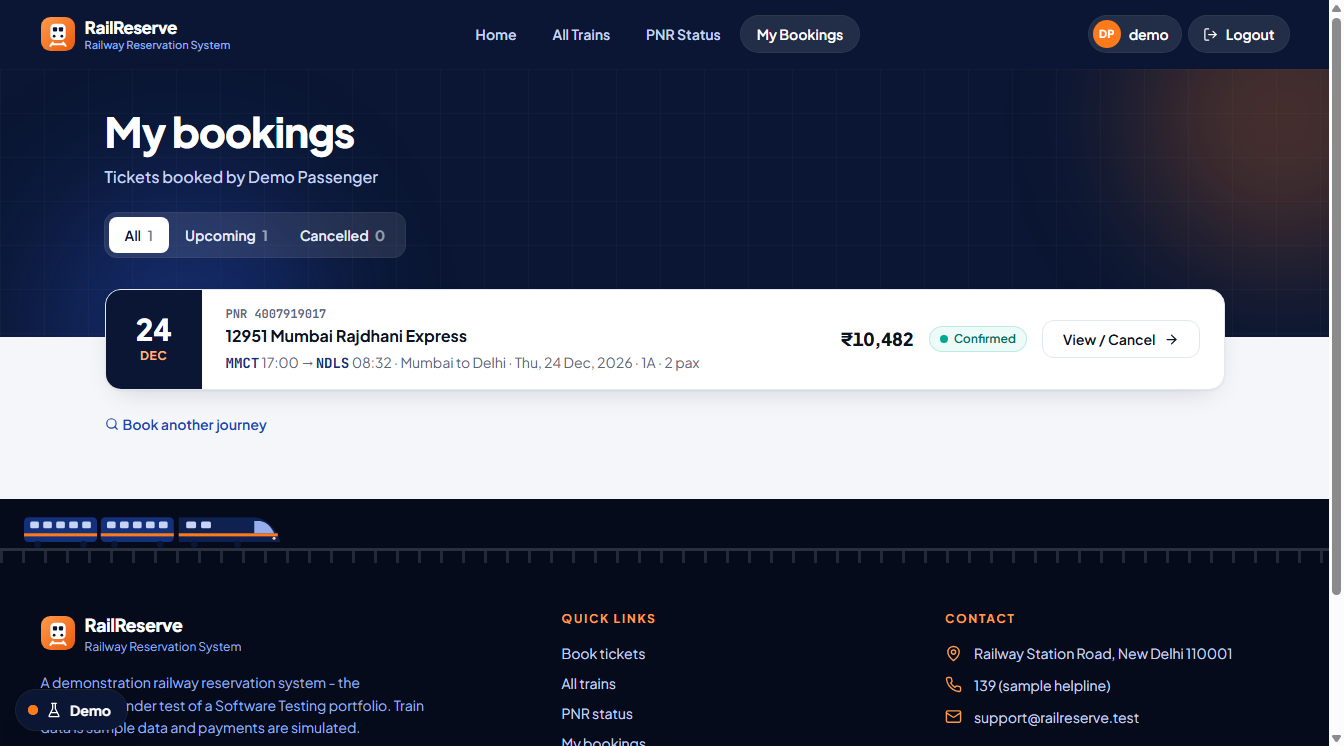 RailReserve
Railway Reservation System
Home
All Trains
PNR Status
My Bookings
DP
demo
Logout
My bookings
Tickets booked by Demo Passenger
All 1
Upcoming 1
Cancelled 0
24
DEC
PNR 4007919017
12951 Mumbai Rajdhani Express
MMCT 17:00 → NDLS 08:32 · Mumbai to Delhi · Thu, 24 Dec, 2026 · 1A · 2 pax
₹10,482
Confirmed
View / Cancel →
Book another journey
RailReserve
Railway Reservation System
A demonstration railway reservation system - the
nder test of a Software Testing portfolio. Train
data is sample data and payments are simulated.
Demo
QUICK LINKS
Book tickets
All trains
PNR status
My bookings
CONTACT
Railway Station Road, New Delhi 110001
139 (sample helpline)
support@railreserve.test